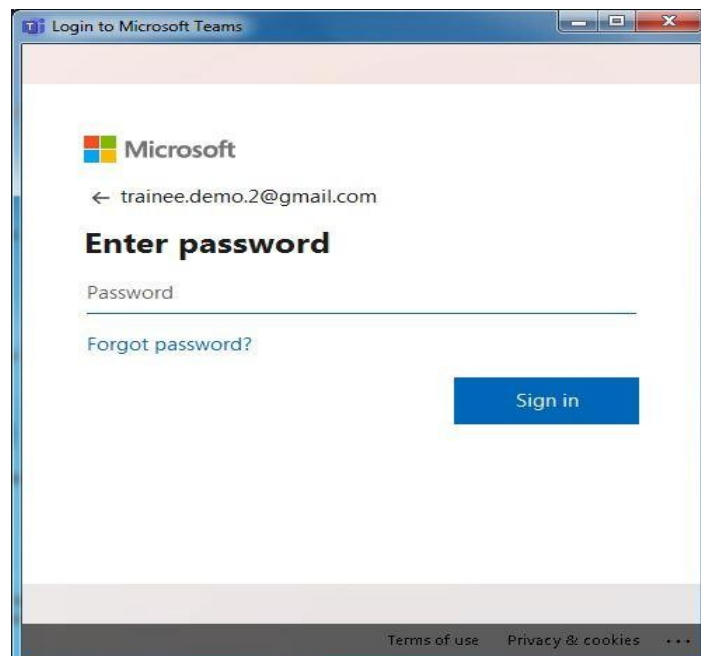 Login to Microsoft Teams
Microsoft
← trainee.demo.2@gmail.com
Enter password
Password
Forgot password?
Sign in
Terms of use Privacy & cookies ...